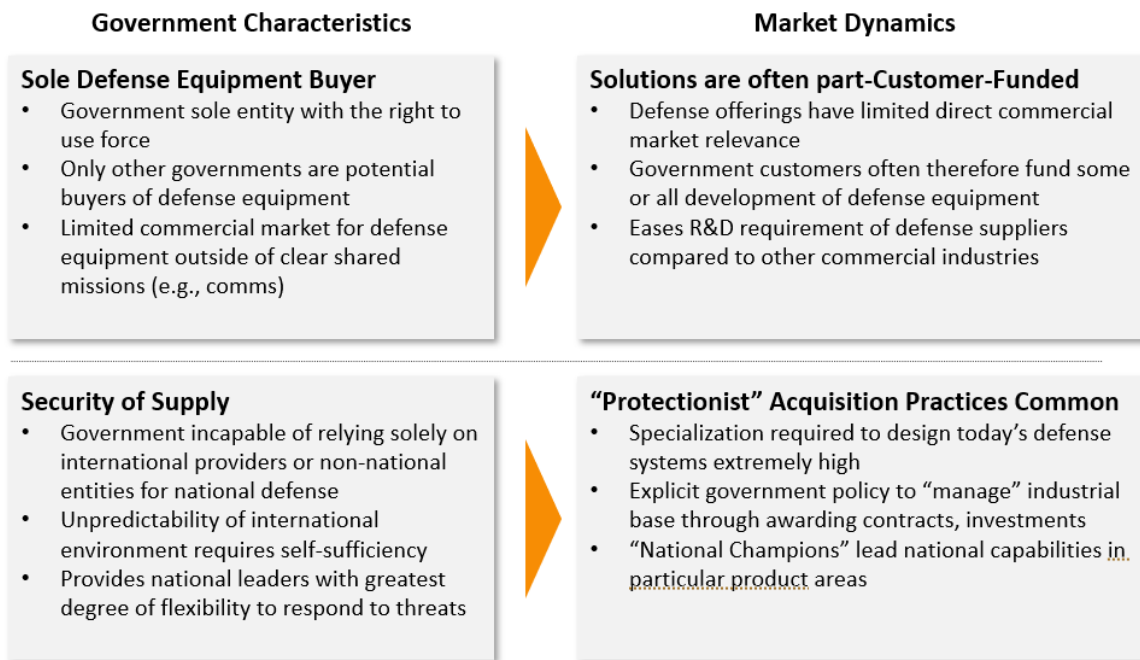 Government Characteristics
Market Dynamics
Sole Defense Equipment Buyer
• Government sole entity with the right to
use force
• Only other governments are potential
buyers of defense equipment
• Limited commercial market for defense
equipment outside of clear shared
missions (e.g., comms)
Solutions are often part-Customer-Funded
• Defense offerings have limited direct commercial
market relevance
• Government customers often therefore fund some
or all development of defense equipment
• Eases R&D requirement of defense suppliers
compared to other commercial industries
Security of Supply
• Government incapable of relying solely on
international providers or non-national
entities for national defense
• Unpredictability of international
environment requires self-sufficiency
• Provides national leaders with greatest
degree of flexibility to respond to threats
“Protectionist” Acquisition Practices Common
• Specialization required to design today’s defense
systems extremely high
• Explicit government policy to “manage” industrial
base through awarding contracts, investments
• “National Champions” lead national capabilities in
particular product areas